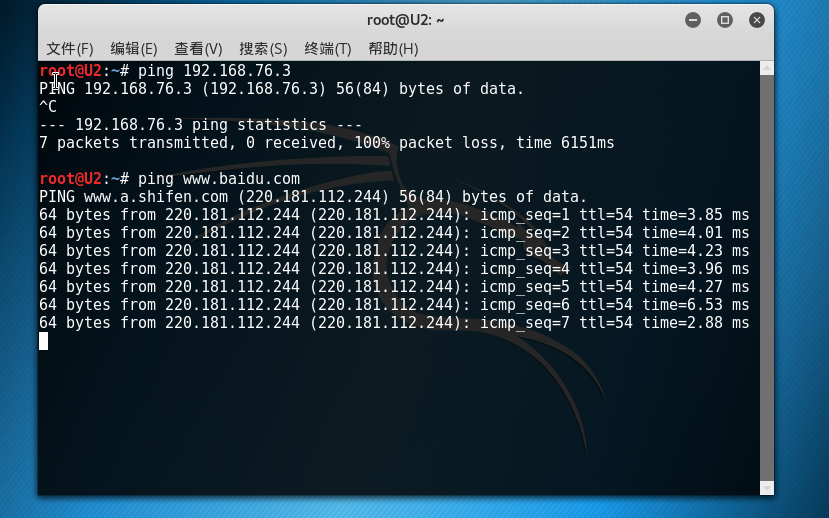 root@U2: ~
文件(F) 编辑(E) 查看(V) 搜索(S) 终端(T) 帮助(H)
root@U2:~# ping 192.168.76.3
PING 192.168.76.3 (192.168.76.3) 56(84) bytes of data.
^C
--- 192.168.76.3 ping statistics ---
7 packets transmitted, 0 received, 100% packet loss, time 6151ms
root@U2:~# ping www.baidu.com
PING www.a.shifen.com (220.181.112.244) 56(84) bytes of data.
64 bytes from 220.181.112.244 (220.181.112.244): icmp_seq=1 ttl=54 time=3.85 ms
64 bytes from 220.181.112.244 (220.181.112.244): icmp_seq=2 ttl=54 time=4.01 ms
64 bytes from 220.181.112.244 (220.181.112.244): icmp_seq=3 ttl=54 time=4.23 ms
64 bytes from 220.181.112.244 (220.181.112.244): icmp_seq=4 ttl=54 time=3.96 ms
64 bytes from 220.181.112.244 (220.181.112.244): icmp_seq=5 ttl=54 time=4.27 ms
64 bytes from 220.181.112.244 (220.181.112.244): icmp_seq=6 ttl=54 time=6.53 ms
64 bytes from 220.181.112.244 (220.181.112.244): icmp_seq=7 ttl=54 time=2.88 ms